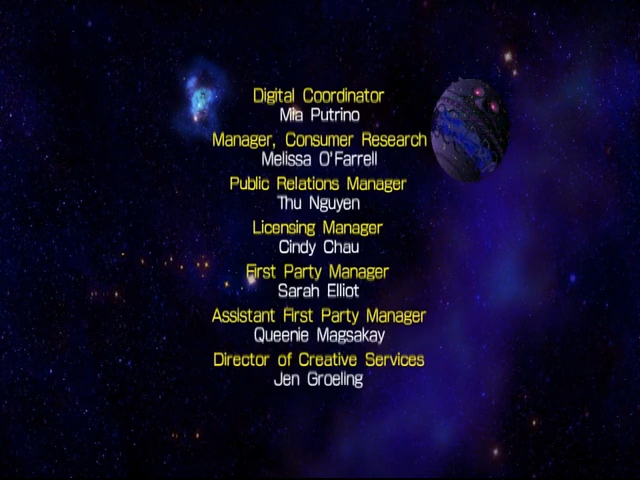 Digital Coordinator
Mia Putrino
Manager, Consumer Research
Melissa O'Farrell
Public Relations Manager
Thu Nguyen
Licensing Manager
Cindy Chau
First Party Manager
Sarah Elliot
Assistant First Party Manager
Queenie Magsakay
Director of Creative Services
Jen Groeling